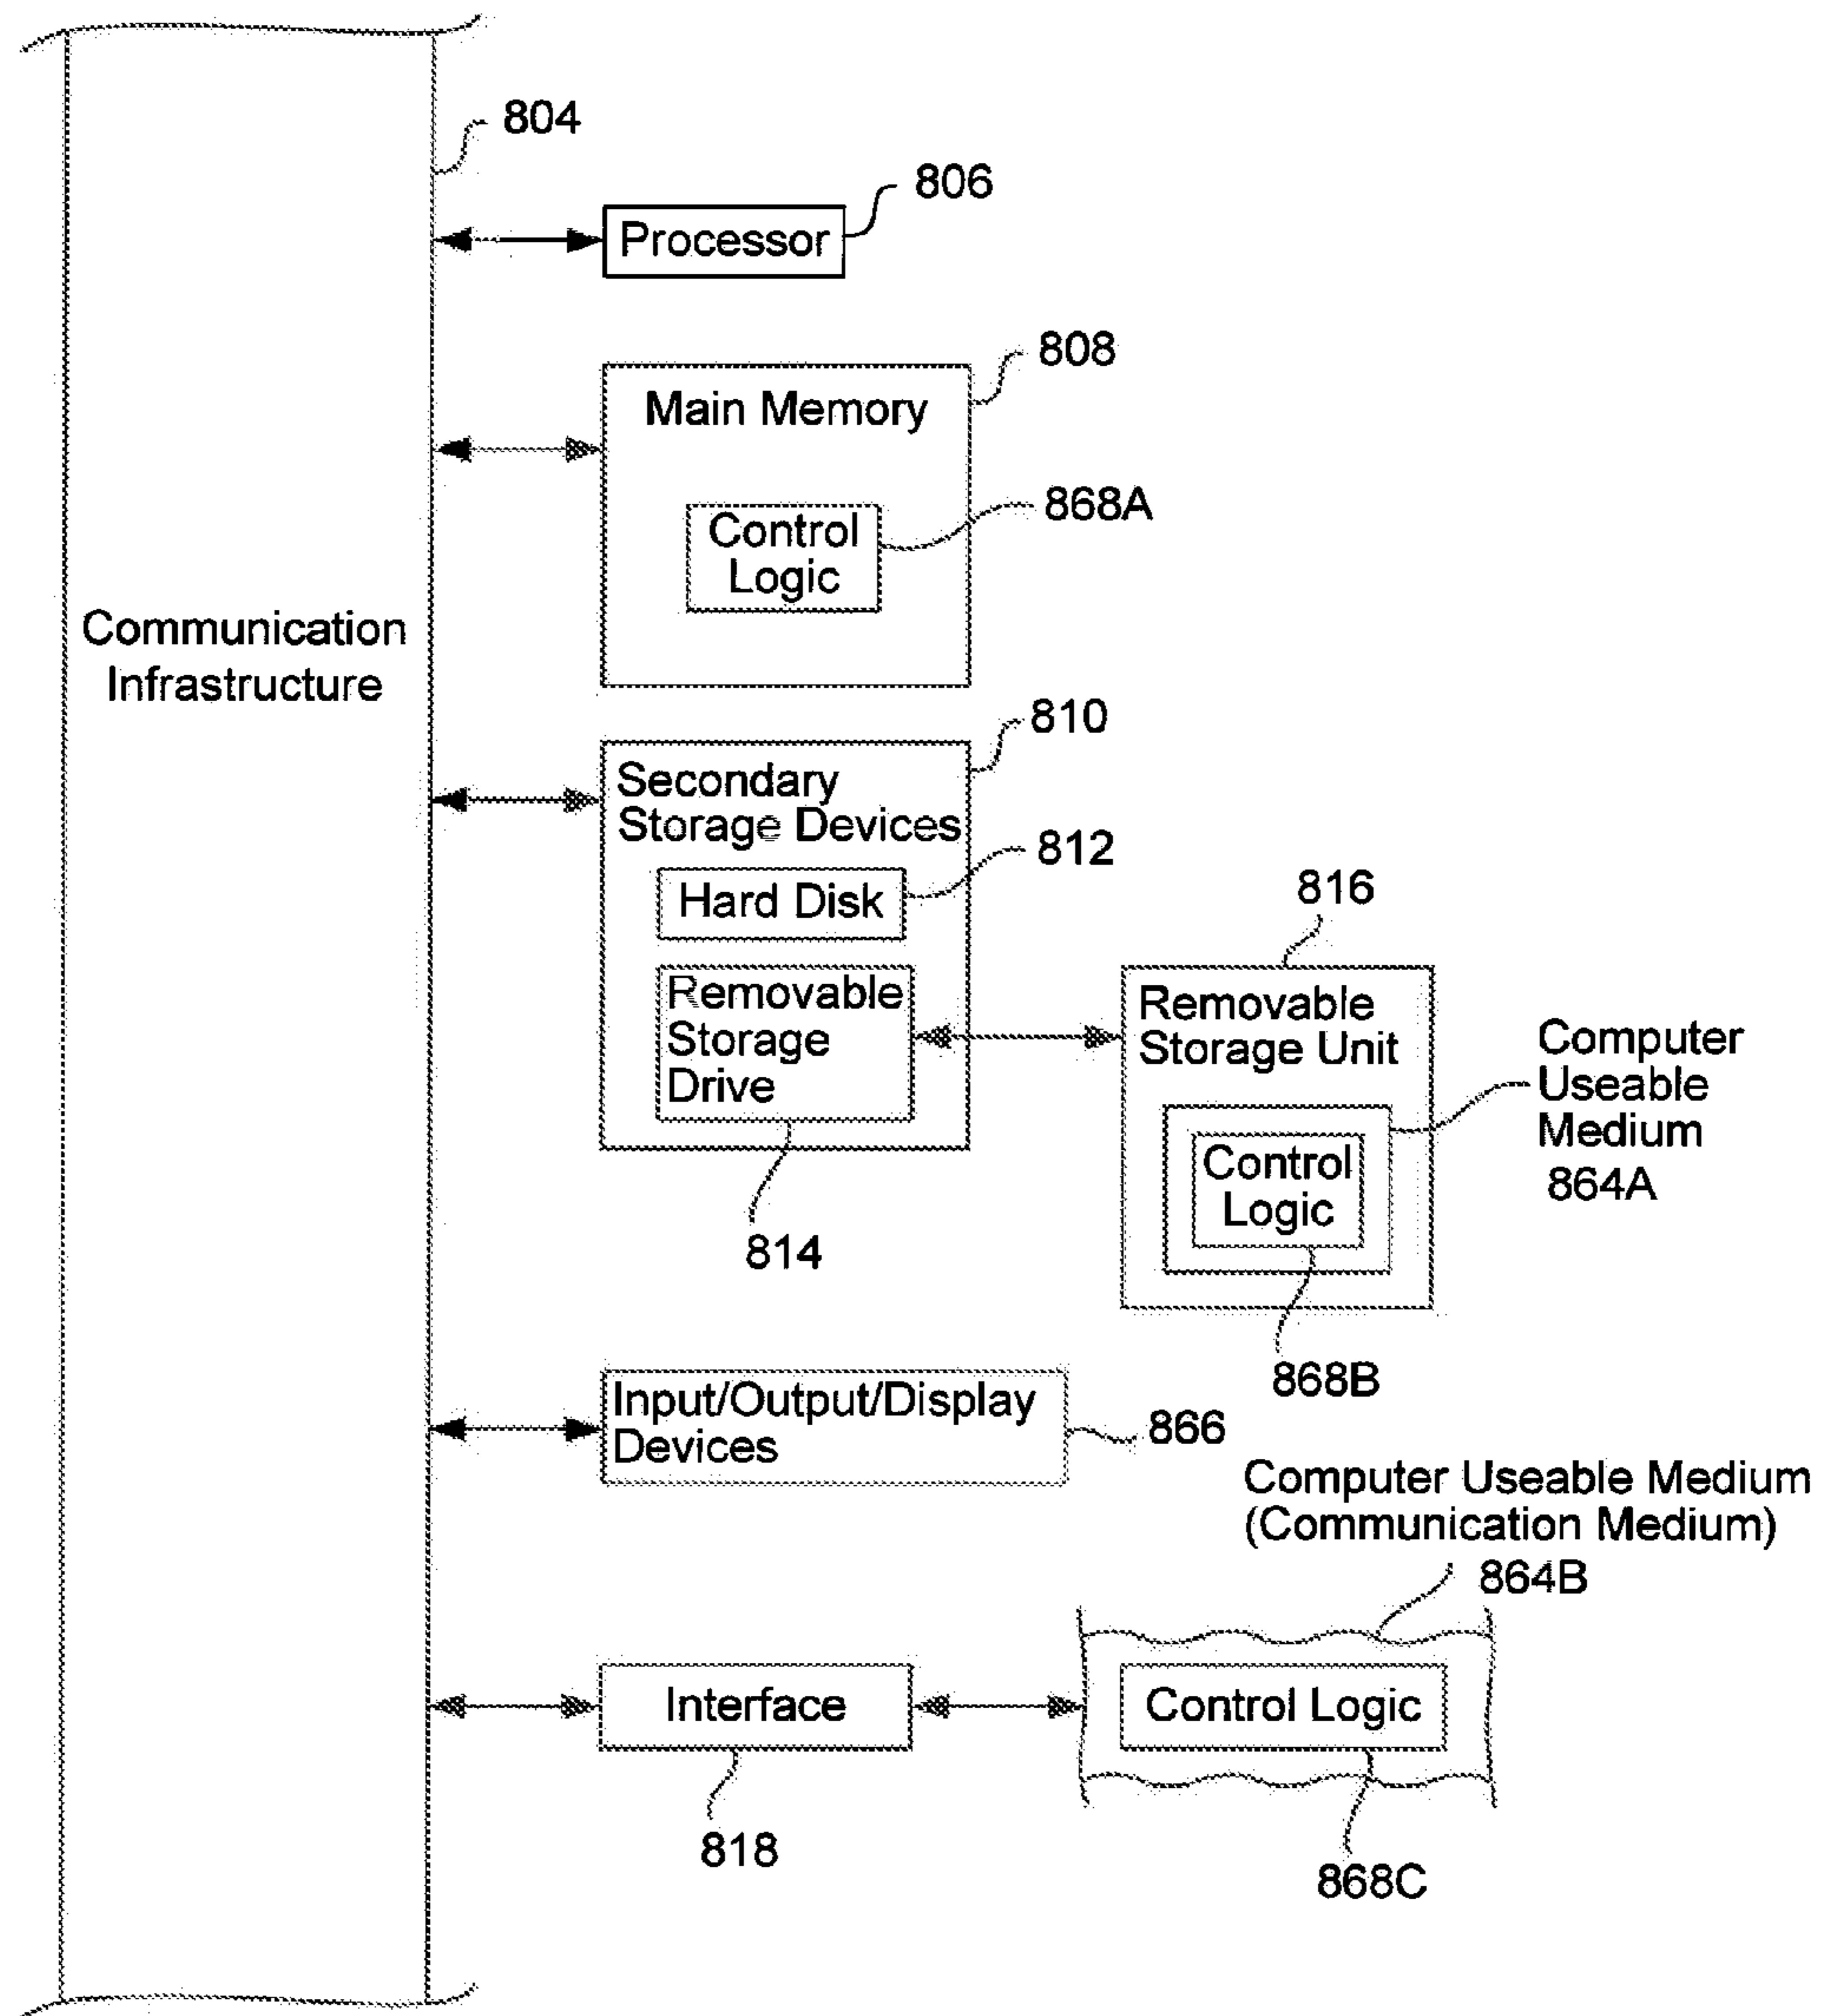 804
806
Processor
808
Main Memory
868A
Control
Logic
Communication
Infrastructure
810
Secondary
Storage Devices
812
Hard Disk
816
Removable
Storage
Drive
Removable
Storage Unit
Computer
Useable
Medium
864A
Control
Logic
814
868B
Input/Output/Display
Devices
866
Computer Useable Medium
(Communication Medium)
864B
Interface
Control Logic
818
868C